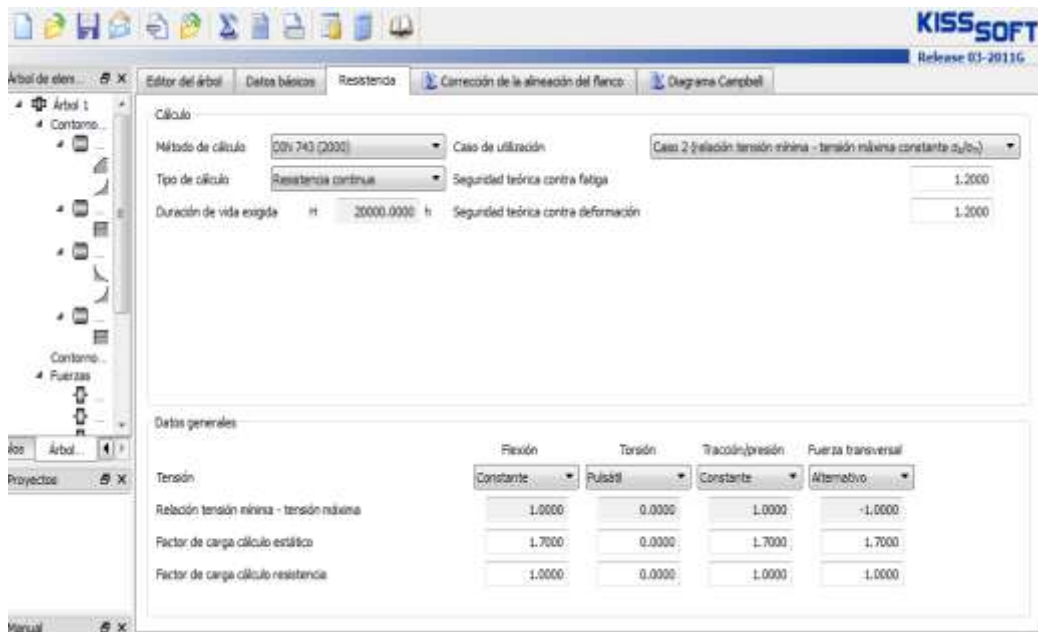 KISSSOFT
Release 03-2011G
Árbol de elem...
Editor del árbol Datos básicos Resistencia Corrección de la alineación del flanco Diagrama Campbell
Árbol 1
Contorno...
Cálculo
Método de cálculo DIN 743 (2000) Caso de utilización Caso 2 (relación tensión mínima - tensión máxima constante
Tipo de cálculo Resistencia continua Seguridad teórica contra fatiga 1.2000
Duración de vida exigida H 20000.0000 h Seguridad teórica contra deformación 1.2000
Contorno...
Fuerzas
Datos generales
Árbol...
Flexión Torsión Tracción/presión Fuerza transversal
Proyectos
Tensión Constante Pulsátil Constante Alternativo
Relación tensión mínima - tensión máxima 1.0000 0.0000 1.0000 -1.0000
Factor de carga cálculo estático 1.7000 0.0000 1.7000 1.7000
Factor de carga cálculo resistencia 1.0000 0.0000 1.0000 1.0000
Manual